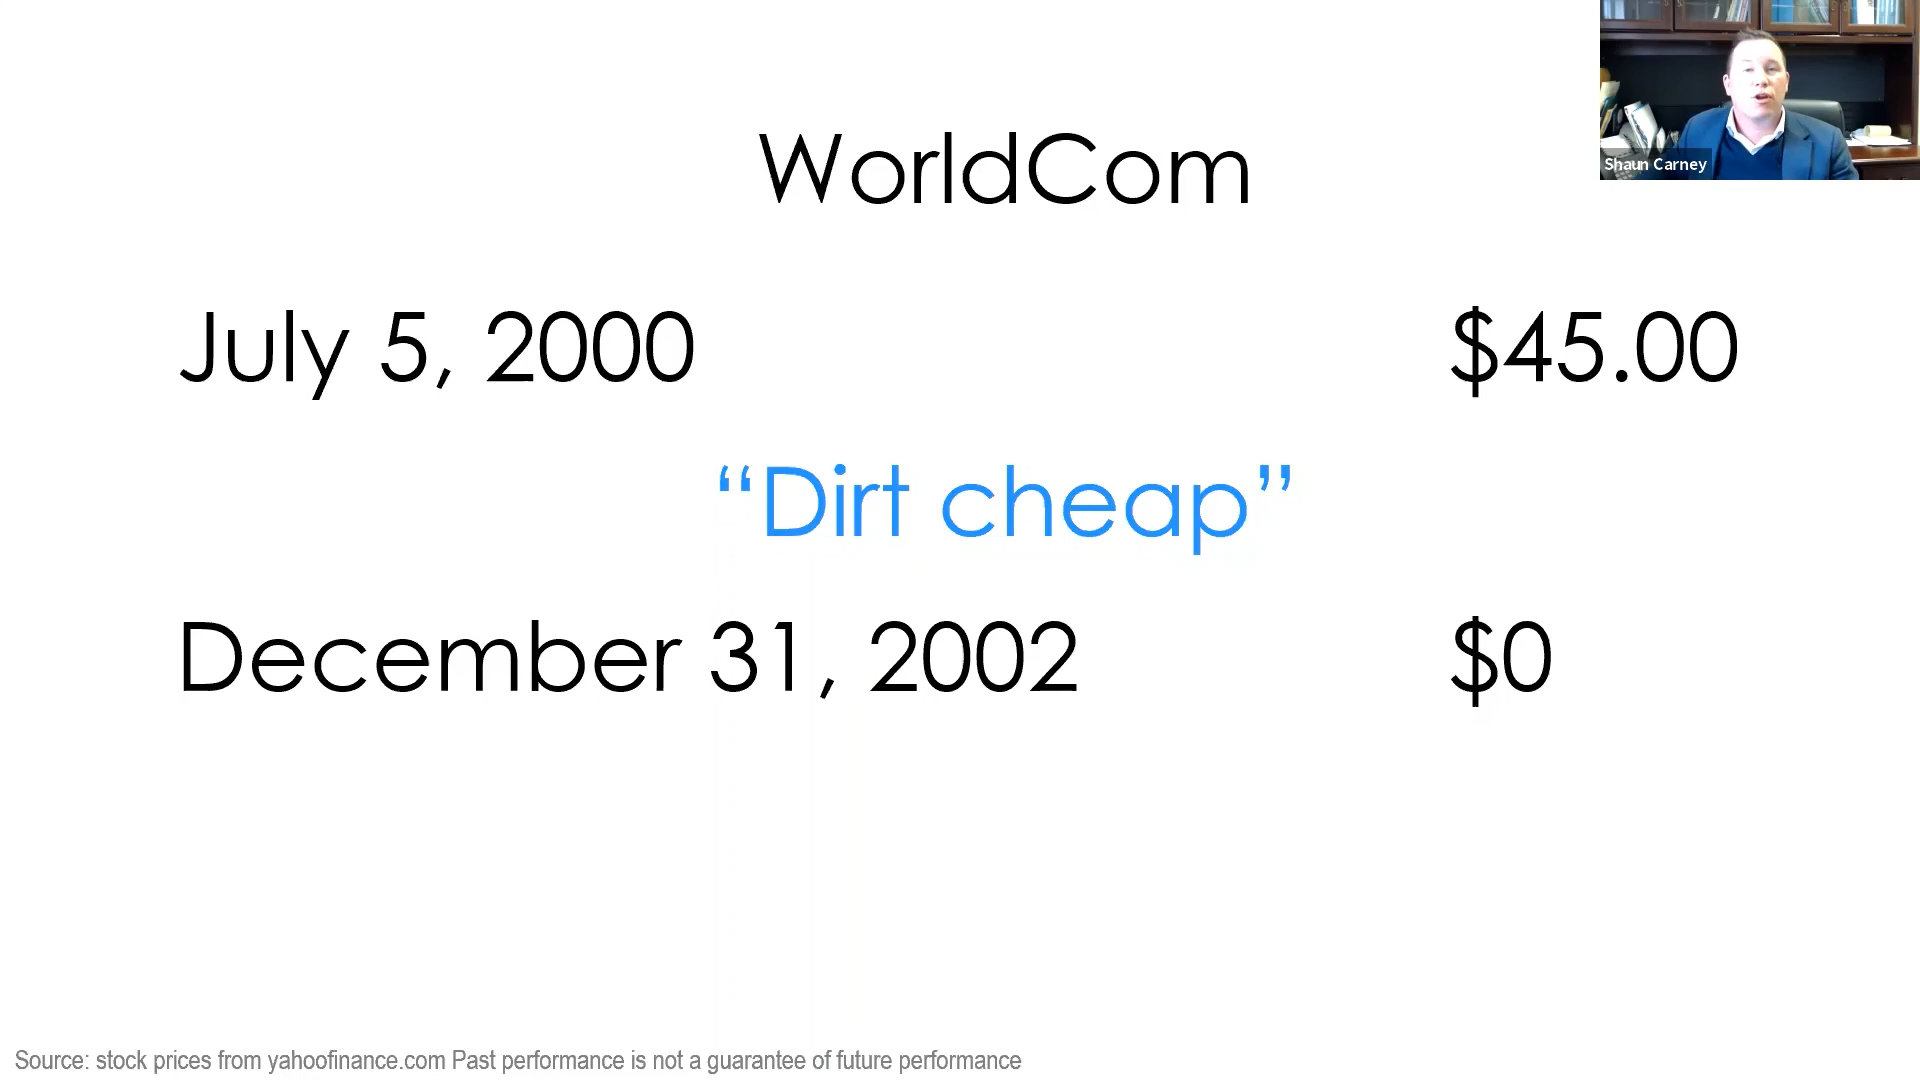 WorldCom
Shaun Carney
July 5, 2000 $45.00
“Dirt cheap”
December 31, 2002 $0
Source: stock prices from yahoofinance.com Past performance is not a guarantee of future performance